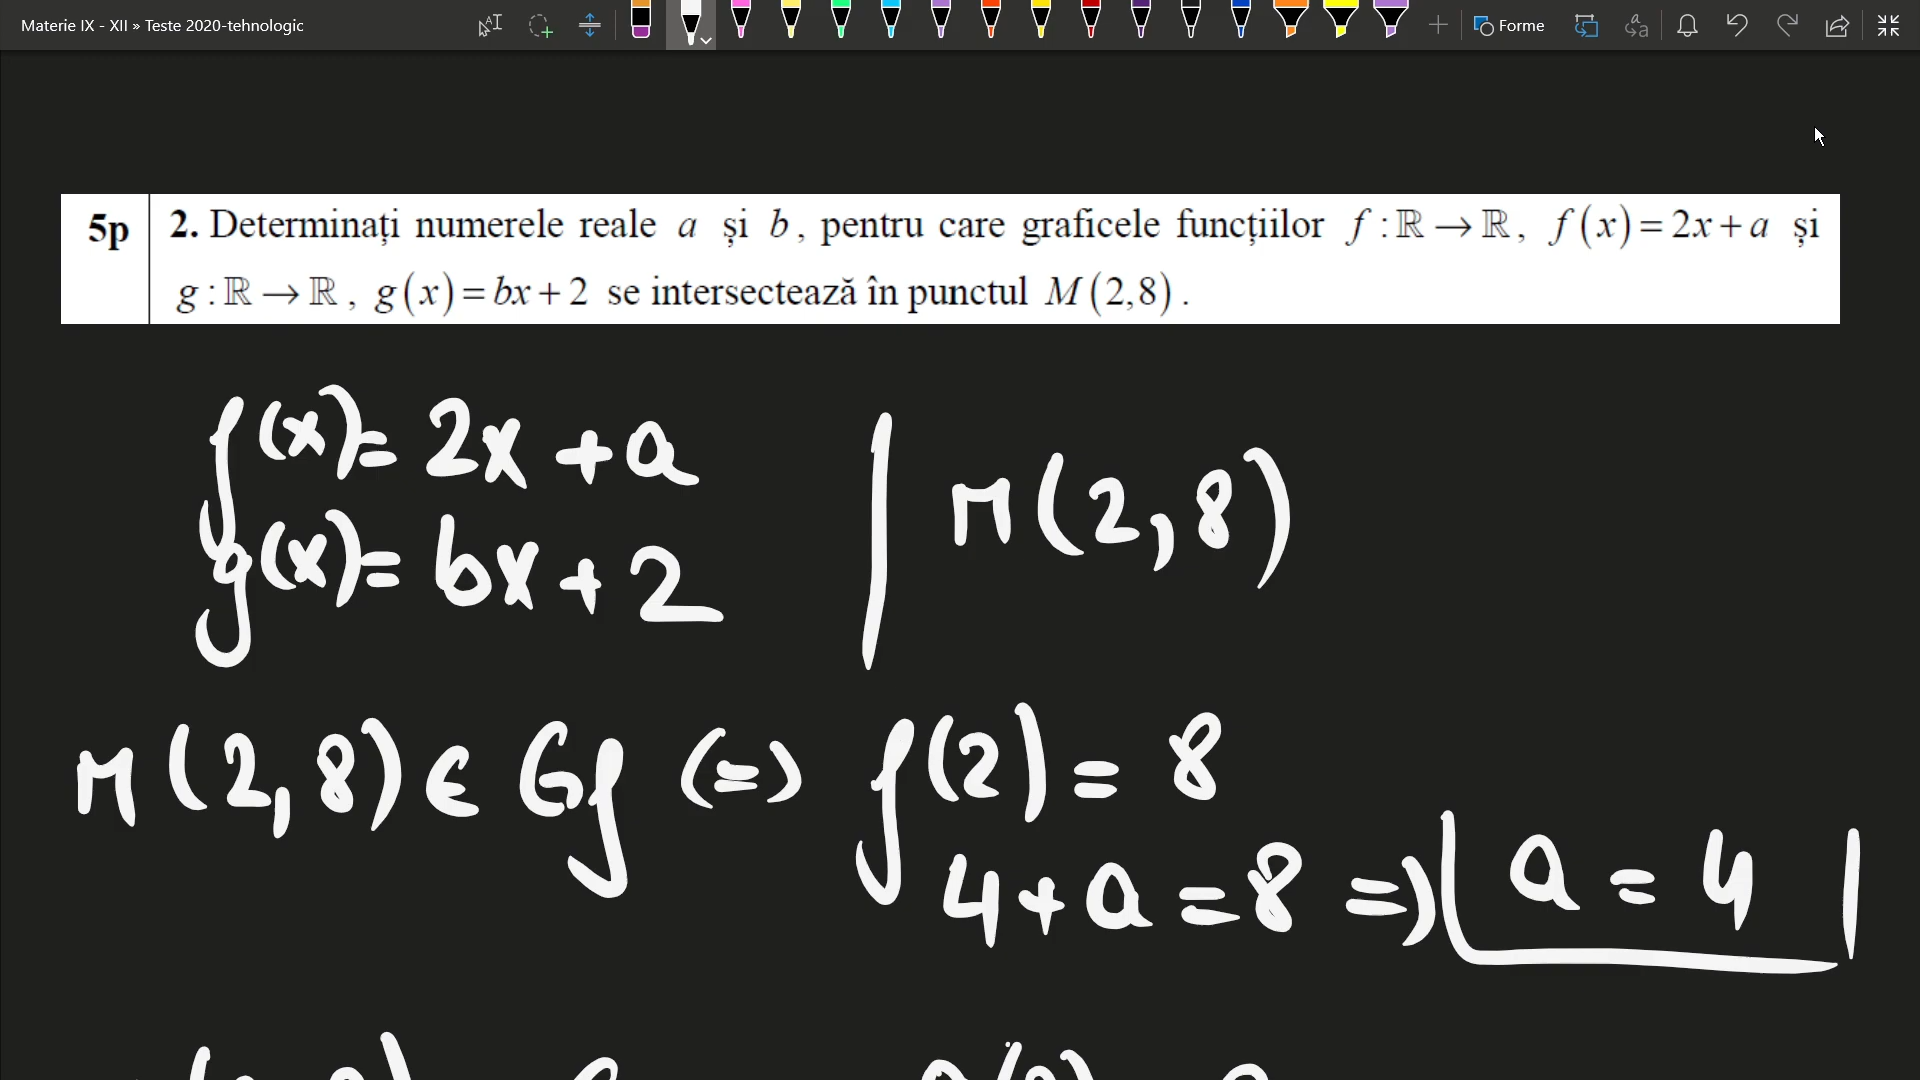 Materie IX - XII » Teste 2020-tehnologic
Forme
5p 2. Determinați numerele reale a și b, pentru care graficele funcțiilor f : ℝ → ℝ, f(x) = 2x + a și
g : ℝ → ℝ, g(x) = bx + 2 se intersectează în punctul M(2,8).
f(x) = 2x + a
g(x) = bx + 2
M(2,8)
M(2,8) ∈ Gf (=) f(2) = 8
4 + a = 8 =) a = 4